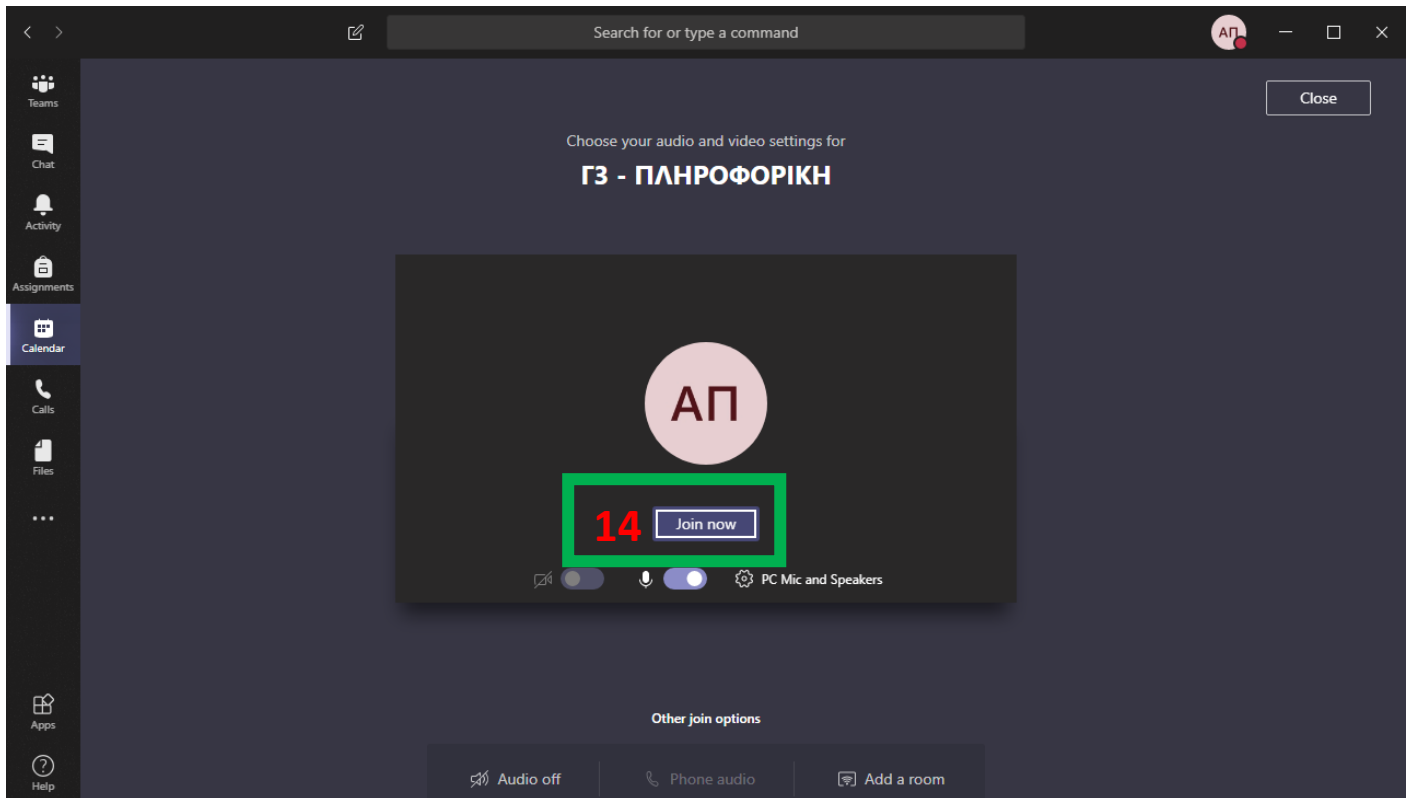 Search for or type a command
ΑΠ
Teams
Chat
Activity
Assignments
Calendar
Calls
Files
Apps
Help
Close
Choose your audio and video settings for
Γ3 - ΠΛΗΡΟΦΟΡΙΚΗ
ΑΠ
14 Join now
PC Mic and Speakers
Other join options
Audio off Phone audio Add a room